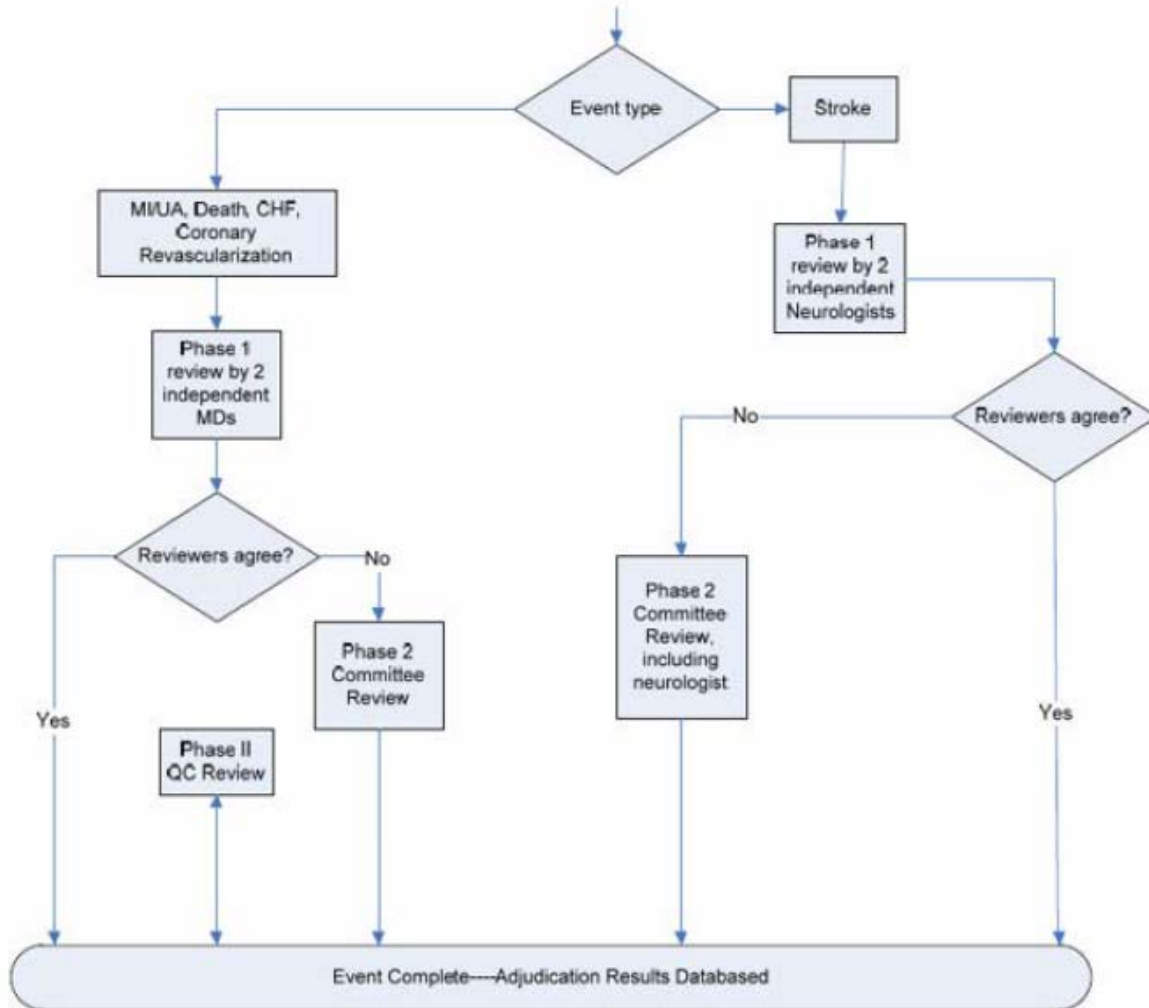 Event type
Stroke
MI/UA, Death, CHF,
Coronary
Revascularization
Phase 1
review by 2
independent
Neurologists
Phase 1
review by 2
independent
MDs
Reviewers agree?
No
Reviewers agree?
No
Phase 2
Committee
Review,
including
neurologist
Phase 2
Committee
Review
Yes
Yes
Phase II
QC Review
Event Complete----Adjudication Results Databased